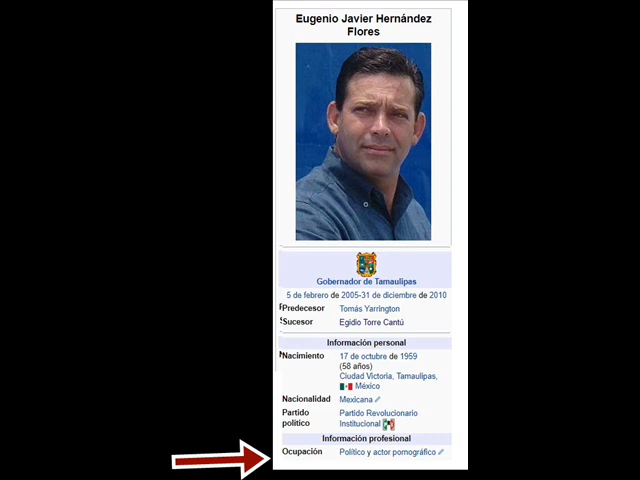 Eugenio Javier Hernández
Flores
Gobernador de Tamaulipas
5 de febrero de 2005-31 de diciembre de 2010
Predecesor Tomás Yarrington
Sucesor Egidio Torre Cantú
Información personal
Nacimiento 17 de octubre de 1959
(58 años)
Ciudad Victoria, Tamaulipas,
México
Nacionalidad Mexicana
Partido Partido Revolucionario
político Institucional
Información profesional
Ocupación Político y actor pornográfico